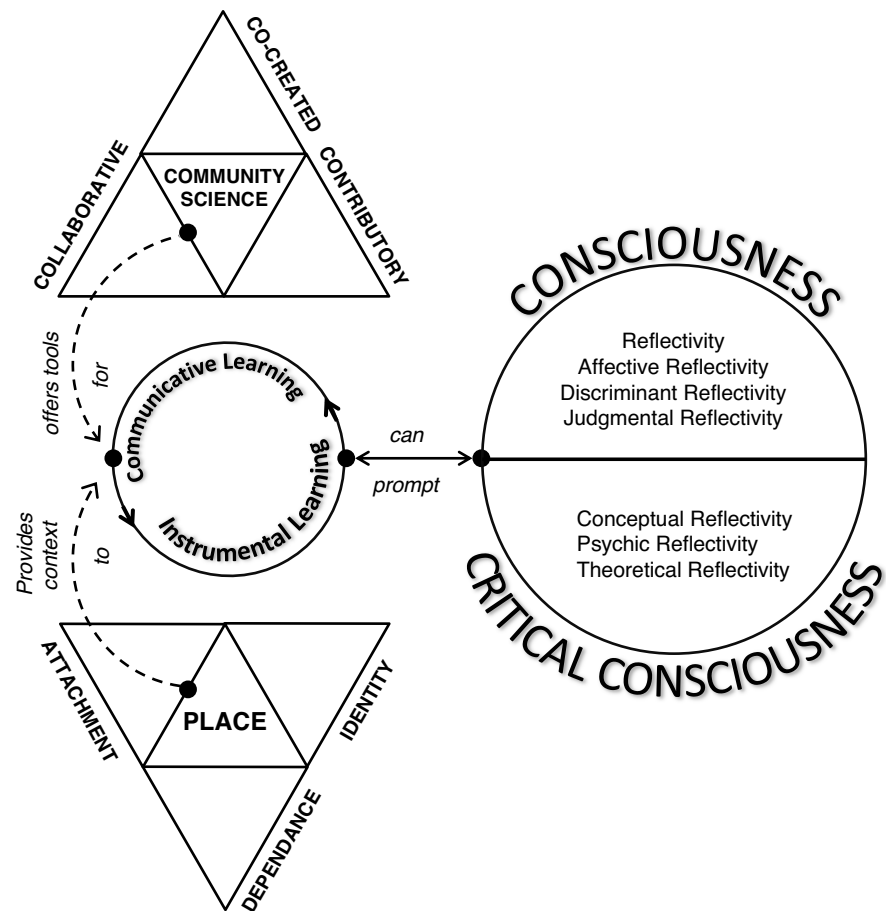 CO-CREATED
COLLABORATIVE
CONTRIBUTORY
COMMUNITY
SCIENCE
offers tools
for
Communicative Learning
Instrumental Learning
can
prompt
CONSCIOUSNESS
Reflectivity
Affective Reflectivity
Discriminant Reflectivity
Judgmental Reflectivity
Conceptual Reflectivity
Psychic Reflectivity
Theoretical Reflectivity
CRITICAL CONSCIOUSNESS
Provides
context
to
ATTACHMENT
IDENTITY
PLACE
DEPENDANCE